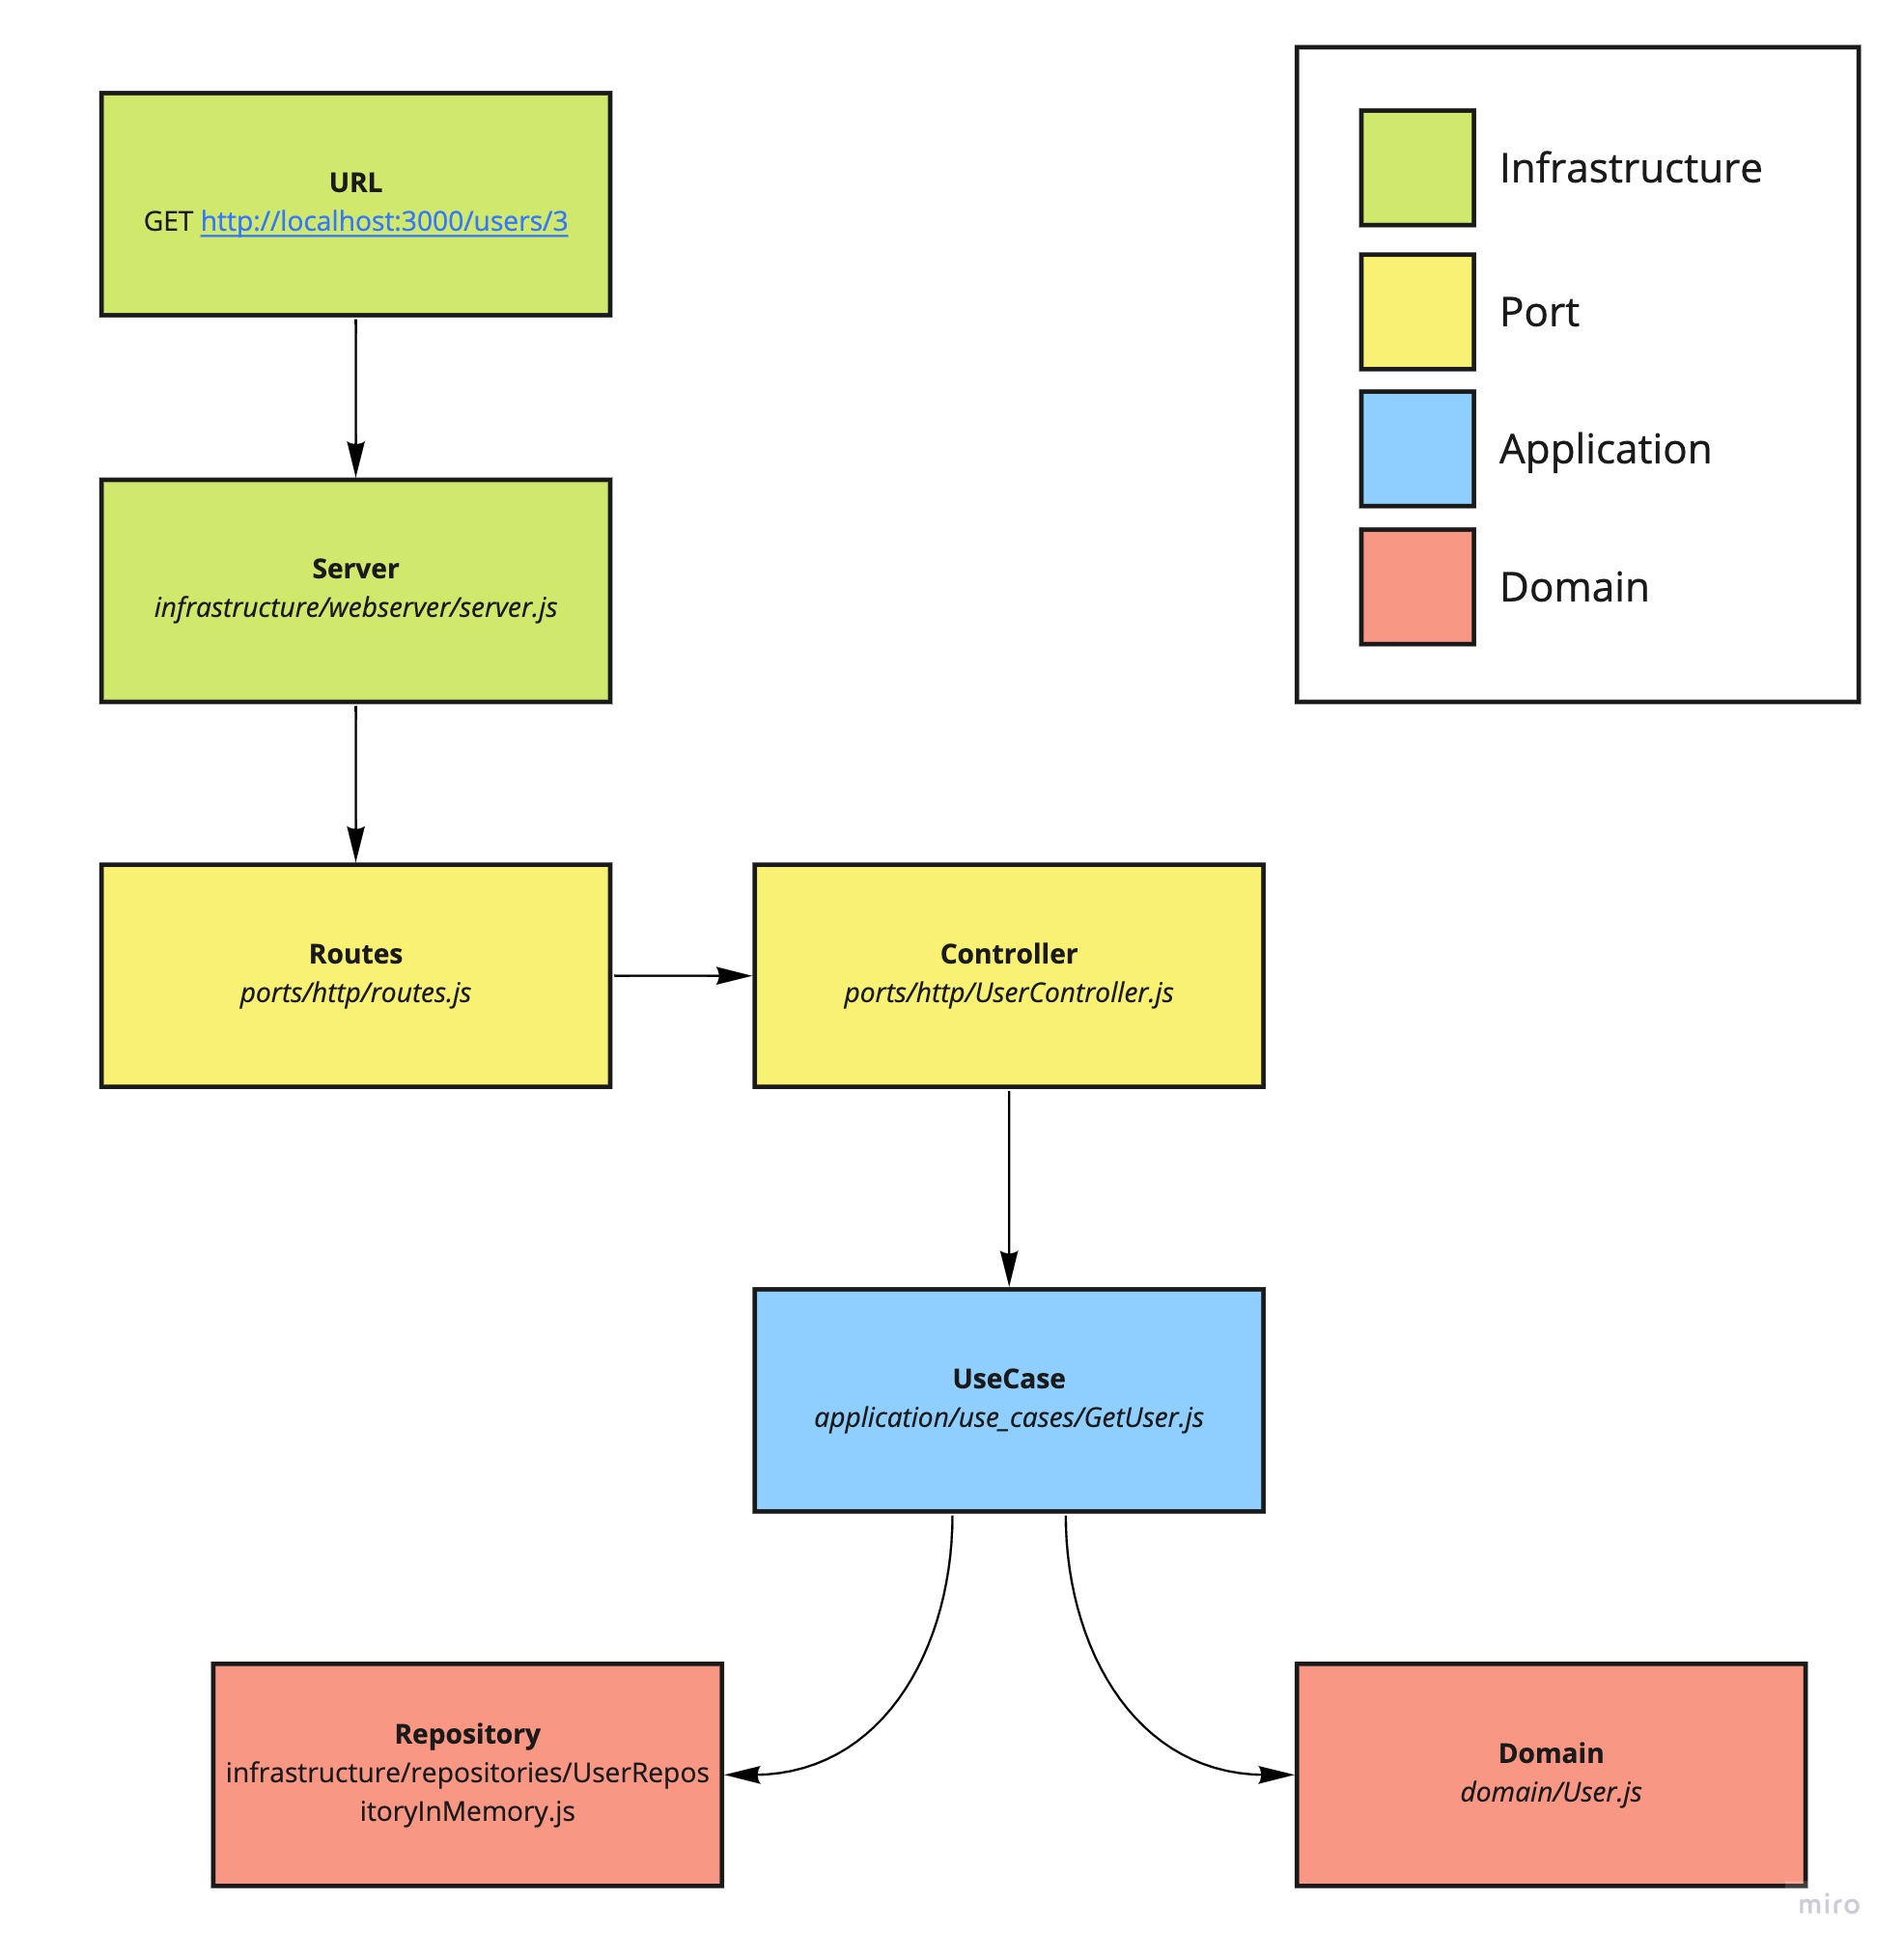 URL
GET http://localhost:3000/users/3
Server
infrastructure/webserver/server.js
Routes
ports/http/routes.js
Controller
ports/http/UserController.js
UseCase
application/use_cases/GetUser.js
Repository
infrastructure/repositories/UserRepos
itoryInMemory.js
Domain
domain/User.js
Infrastructure
Port
Application
Domain
miro